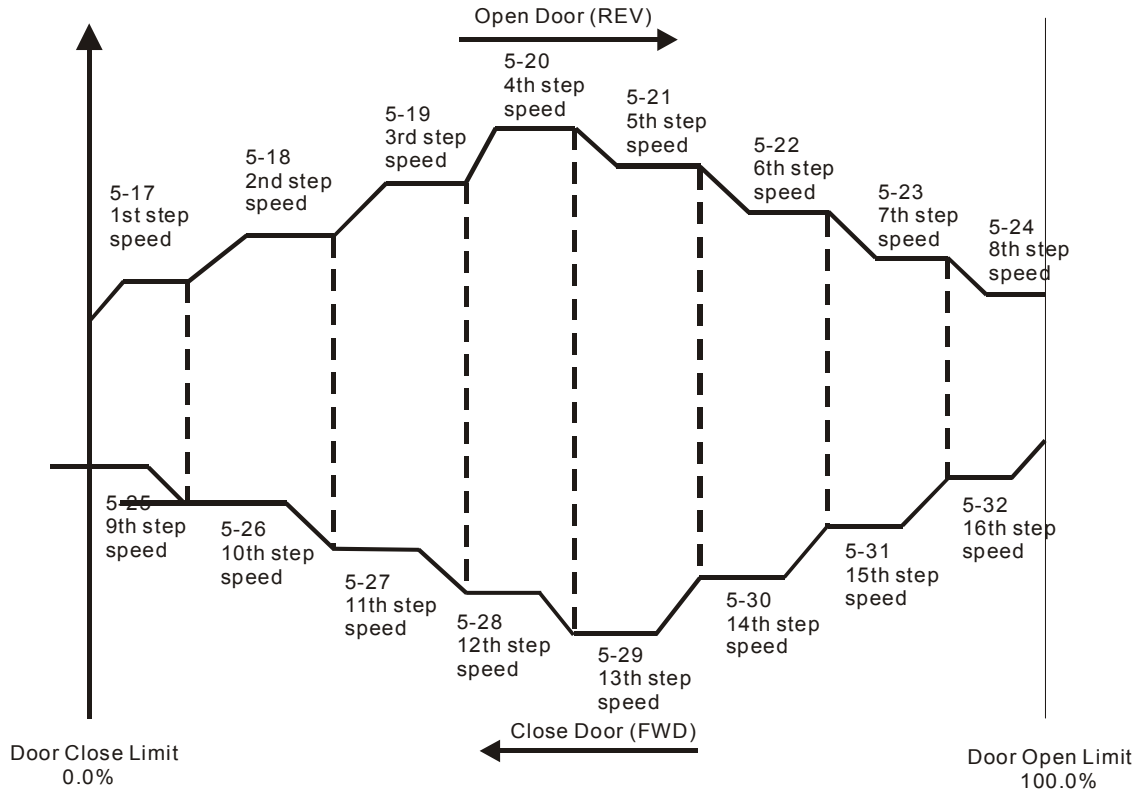 Open Door (REV)
5-20
4th step
speed
5-21
5th step
speed
5-19
3rd step
speed
5-22
6th step
speed
5-18
2nd step
speed
5-17
1st step
speed
5-23
7th step
speed
5-24
8th step
speed
5-25
9th step
speed
5-26
10th step
speed
5-27
11th step
speed
5-28
12th step
speed
5-29
13th step
speed
5-30
14th step
speed
5-31
15th step
speed
5-32
16th step
speed
Close Door (FWD)
Door Close Limit
0.0%
Door Open Limit
100.0%